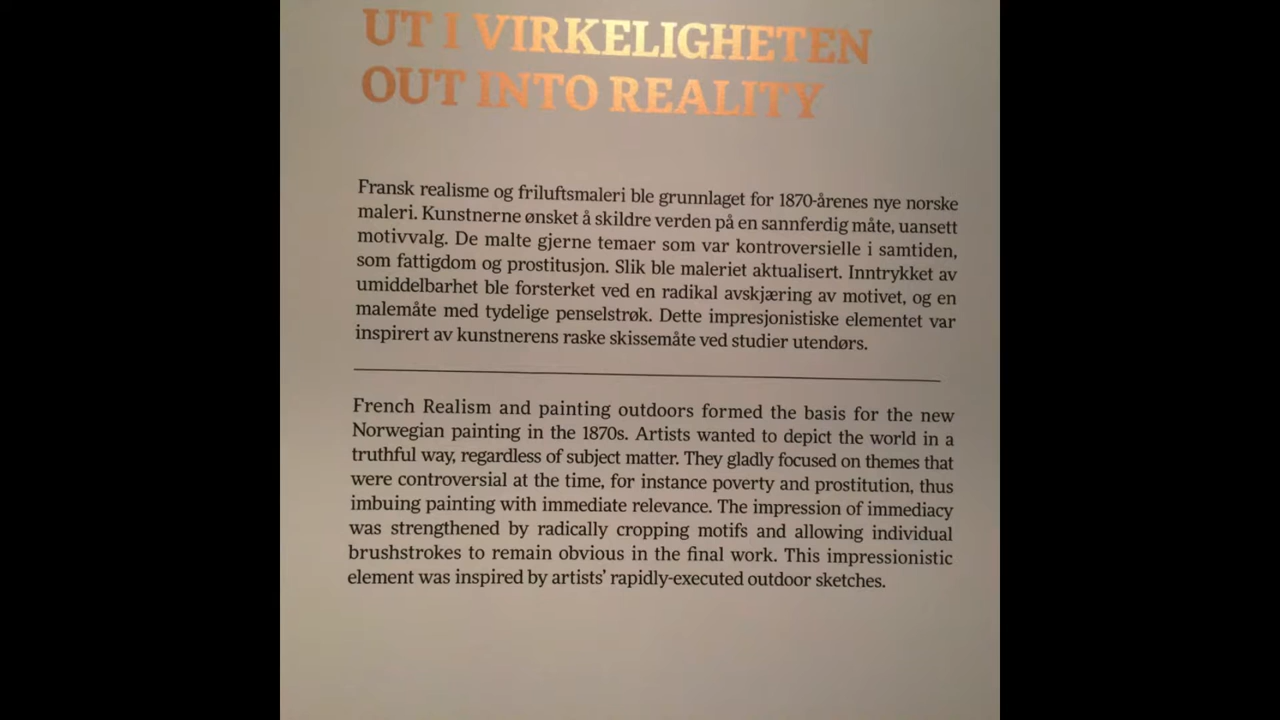 UT I VIRKELIGHETEN
OUT INTO REALITY
Fransk realisme og friluftsmaleri ble grunnlaget for 1870-årenes nye norske
maleri. Kunstnerne ønsket å skildre verden på en sannferdig måte, uansett
motivvalg. De malte gjerne temaer som var kontroversielle i samtiden,
som fattigdom og prostitusjon. Slik ble maleriet aktualisert. Inntrykket av
umiddelbarhet ble forsterket ved en radikal avskjæring av motivet, og en
malemåte med tydelige penselstrøk. Dette impresjonistiske elementet var
inspirert av kunstnerens raske skissemåte ved studier utendørs.
French Realism and painting outdoors formed the basis for the new
Norwegian painting in the 1870s. Artists wanted to depict the world in a
truthful way, regardless of subject matter. They gladly focused on themes that
were controversial at the time, for instance poverty and prostitution, thus
imbuing painting with immediate relevance. The impression of immediacy
was strengthened by radically cropping motifs and allowing individual
brushstrokes to remain obvious in the final work. This impressionistic
element was inspired by artists’ rapidly-executed outdoor sketches.